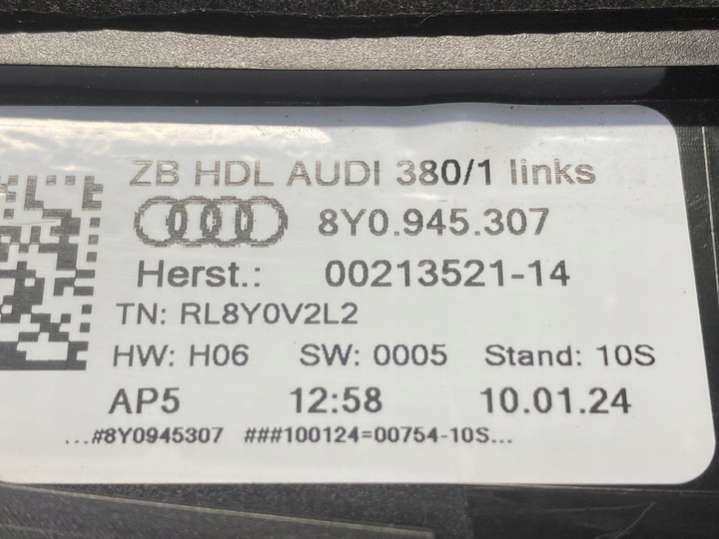 ZB HDL AUDI 380/1 links
8Y0.945.307
Herst.: 00213521-14
TN: RL8Y0V2L2
HW: H06 SW: 0005 Stand: 10S
AP5 12:58 10.01.24
...#8Y0945307 ###100124=00754-10S...